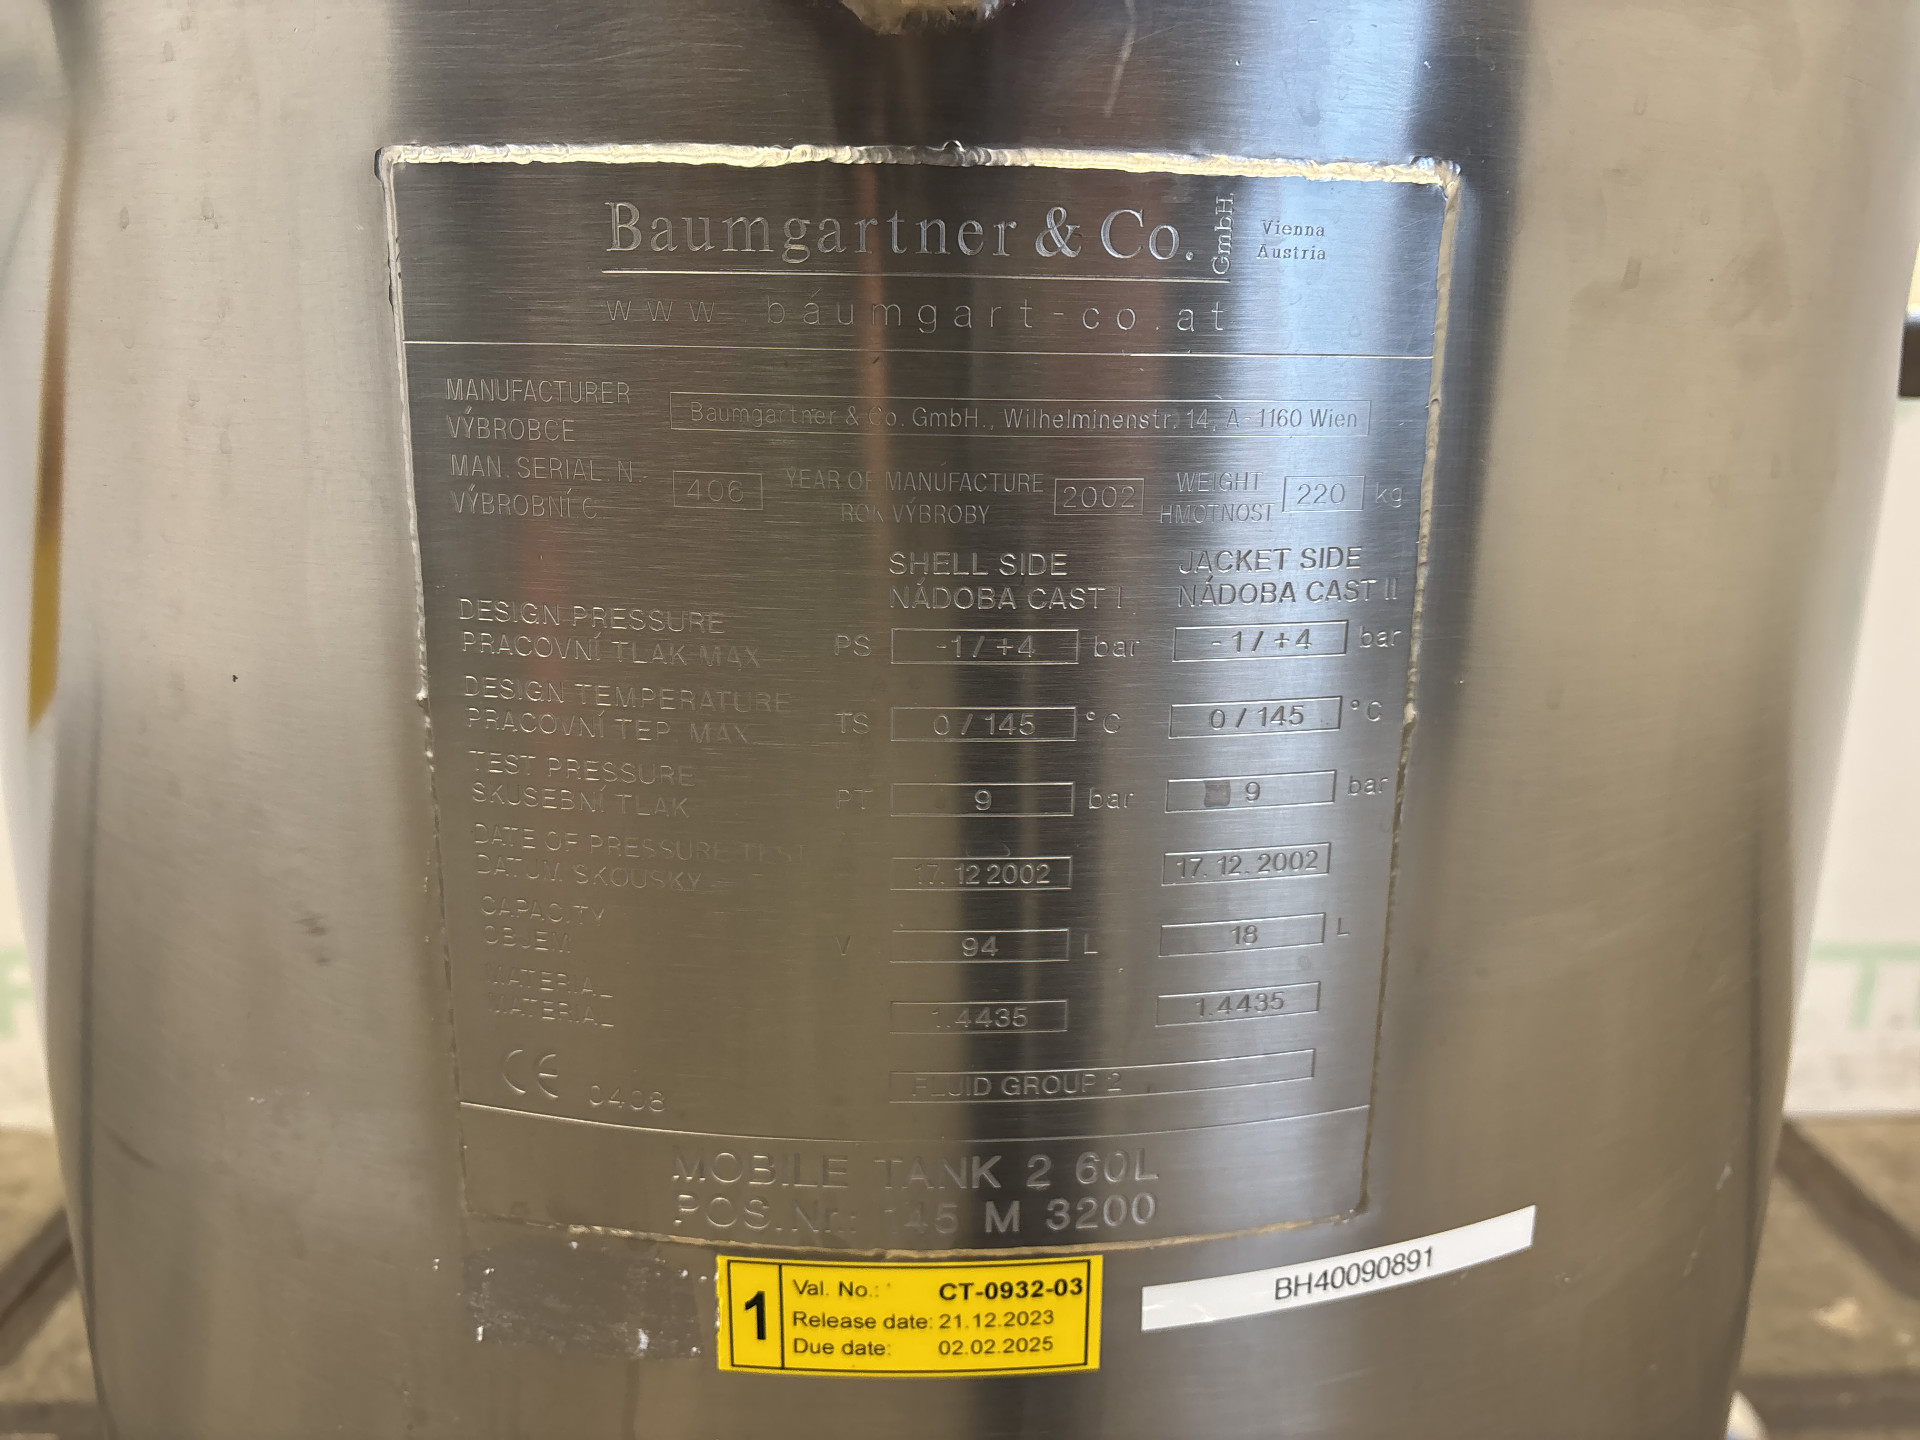 Baumgartner & Co. GmbH. Vienna Austria
www.baumgart-co.at
MANUFACTURER
VÝBROBCE
Baumgartner & Co. GmbH., Wilhelminenstr. 14, A - 1160 Wien
MAN. SERIAL. N.
VÝBROBNÍ C.
406
YEAR OF MANUFACTURE
ROK VÝBROBY
2002
WEIGHT
HMOTNOST
220 kg
SHELL SIDE
NÁDOBA CAST I
JACKET SIDE
NÁDOBA CAST II
DESIGN PRESSURE
PRACOVNÍ TLAK MAX
PS -1 / +4 bar -1 / +4 bar
DESIGN TEMPERATURE
PRACOVNÍ TEP. MAX
TS 0 / 145 °C 0 / 145 °C
TEST PRESSURE
SKUSEBNÍ TLAK
PT 9 bar 9 bar
DATE OF PRESSURE TEST
DATUM SKOUSKY
17. 12 2002 17. 12. 2002
CAPACITY
OBJEM
V 94 L 18 L
MATERIAL
MATERIAL
1.4435 1.4435
CE 0408
FLUID GROUP 2
MOBILE TANK 2 60L
POS.Nr.: 145 M 3200
1
Val. No.: CT-0932-03
Release date: 21.12.2023
Due date: 02.02.2025
BH40090891